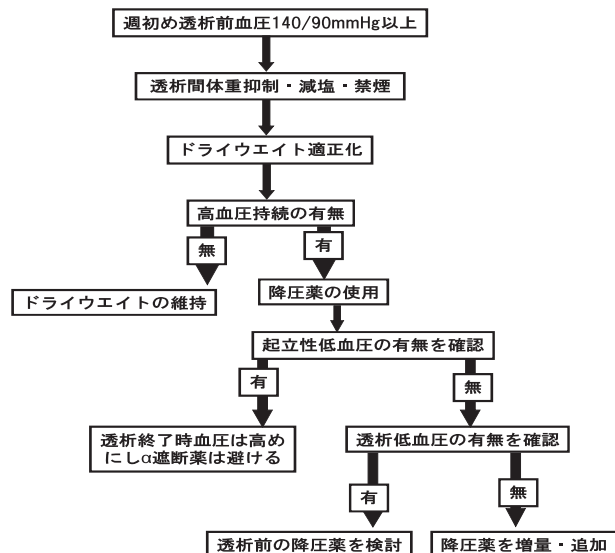 週初め透析前血圧140/90mmHg以上
透析間体重抑制・減塩・禁煙
ドライウエイト適正化
高血圧持続の有無
無
有
ドライウエイトの維持
降圧薬の使用
起立性低血圧の有無を確認
有
無
透析終了時血圧は高め
にしα遮断薬は避ける
透析低血圧の有無を確認
有
無
透析前の降圧薬を検討
降圧薬を増量・追加